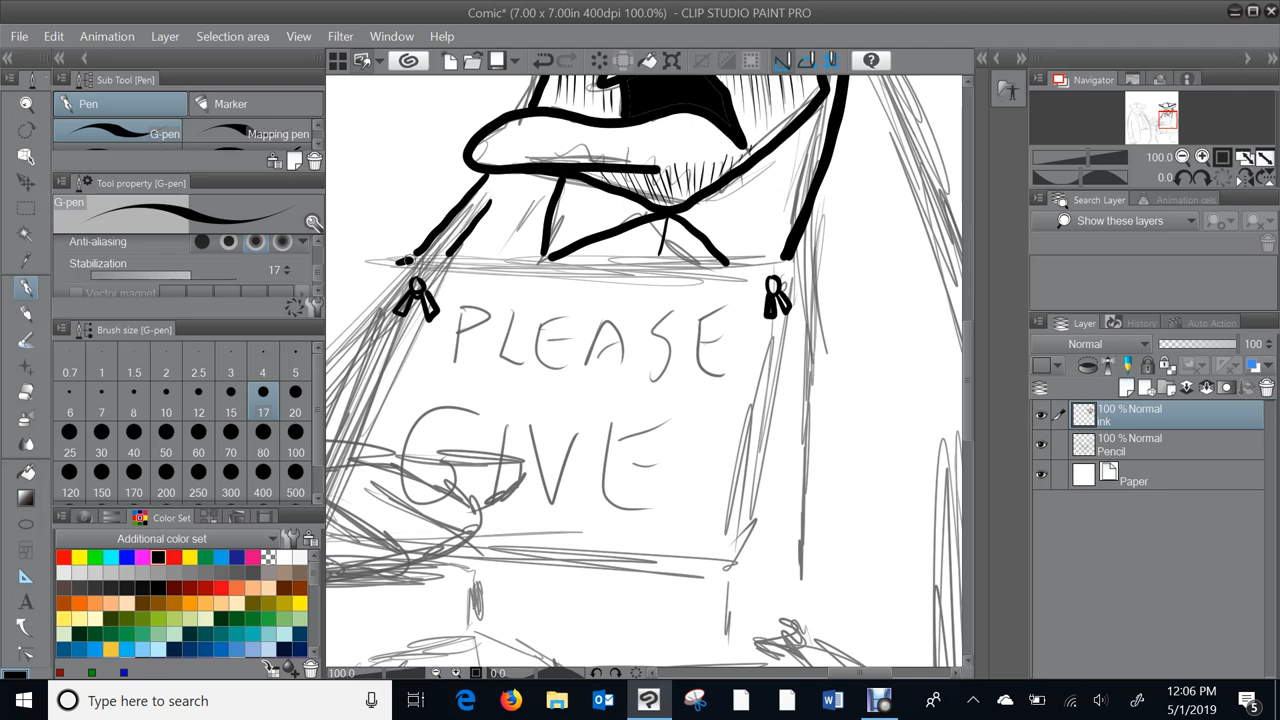 Comic* (7.00 x 7.00in 400dpi 100.0%) - CLIP STUDIO PAINT PRO
File Edit Animation Layer Selection area View Filter Window Help
Sub Tool [Pen]
Pen Marker
G-pen Mapping pen
Tool property [G-pen]
G-pen
Anti-aliasing
Stabilization 17
Vector magnet
Brush size [G-pen]
0.7 1 1.5 2 2.5 3 4 5
6 7 8 10 12 15 17 20
25 30 40 50 60 70 80 100
120 150 170 200 250 300 400 500
Color Set
Additional color set
PLEASE
GIVE
100.0 0.0
Navigator
100.0
0.0
Search Layer Animation cels
Show these layers
Layer History Auto Action
Normal 100
100 % Normal
ink
100 % Normal
Pencil
Paper
Type here to search
12:06 PM
5/1/2019
5